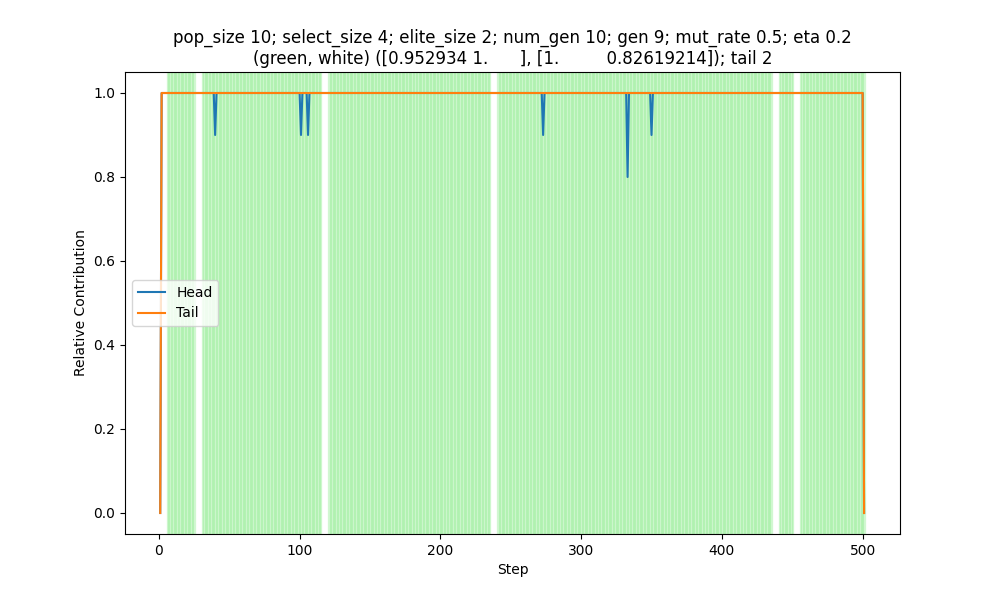 pop_size 10; select_size 4; elite_size 2; num_gen 10; gen 9; mut_rate 0.5; eta 0.2
(green, white) ([0.952934 1.       ], [1.          0.82619214]); tail 2
1.0
0.8
0.6
0.4
0.2
0.0
Relative Contribution
Head
Tail
0
100
200
300
400
500
Step